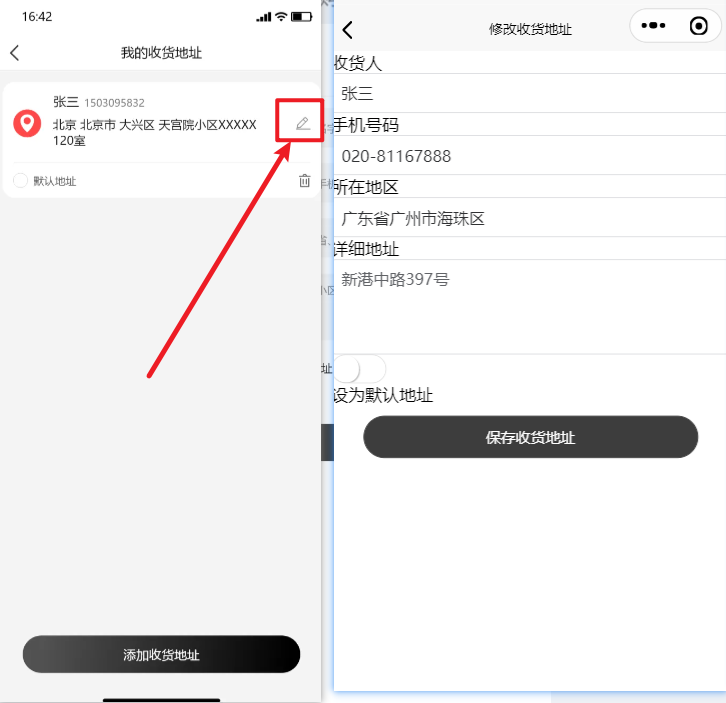 16:42
我的收货地址
张三 1503095832
北京 北京市 大兴区 天宫院小区XXXXX
120室
默认地址
添加收货地址
手机
小区
址
修改收货地址
收货人
张三
手机号码
020-81167888
所在地区
广东省广州市海珠区
详细地址
新港中路397号
设为默认地址
保存收货地址